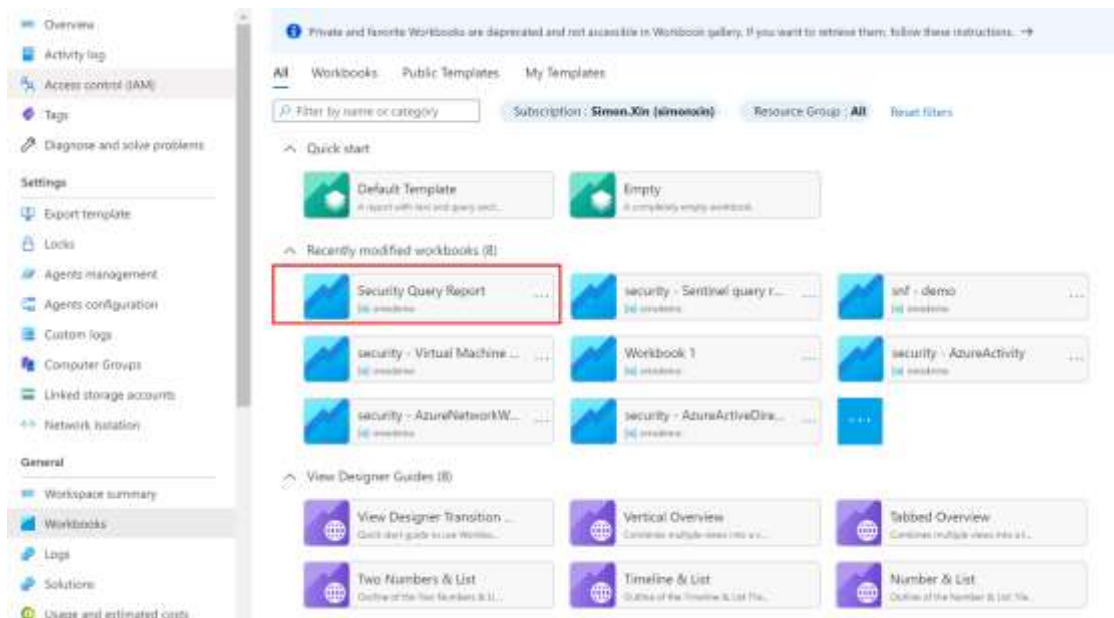 Overview
Activity log
Access control (IAM)
Tags
Diagnose and solve problems
Settings
Export template
Locks
Agents management
Agents configuration
Custom logs
Computer Groups
Linked storage accounts
Network Isolation
General
Workspace summary
Workbooks
Logs
Solutions
Usage and estimated costs
Private and favorite Workbooks are deprecated and not accessible in Workbook gallery. If you want to retrieve them, follow these instructions. →
All Workbooks Public Templates My Templates
Filter by name or category Subscription : Simon.Xin (simonxin) Resource Group : All Reset filters
Quick start
Default Template Empty
A report with text and query sect... A completely empty workbook.
Recently modified workbooks (8)
Security Query Report ... security - Sentinel query r... ... snf - demo ...
security - Virtual Machine ... ... Workbook 1 ... security - AzureActivity ...
security - AzureNetworkW... ... security - AzureActiveDire... ... ...
View Designer Guides (8)
View Designer Transition ... Vertical Overview Tabbed Overview
Quick start guide to use Workbo... Combines multiple views into a v... Combines multiple views into a t...
Two Numbers & List Timeline & List Number & List
Outline of the Two Numbers & Li... Outline of the Timeline & List Tile... Outline of the Number & List Tile...